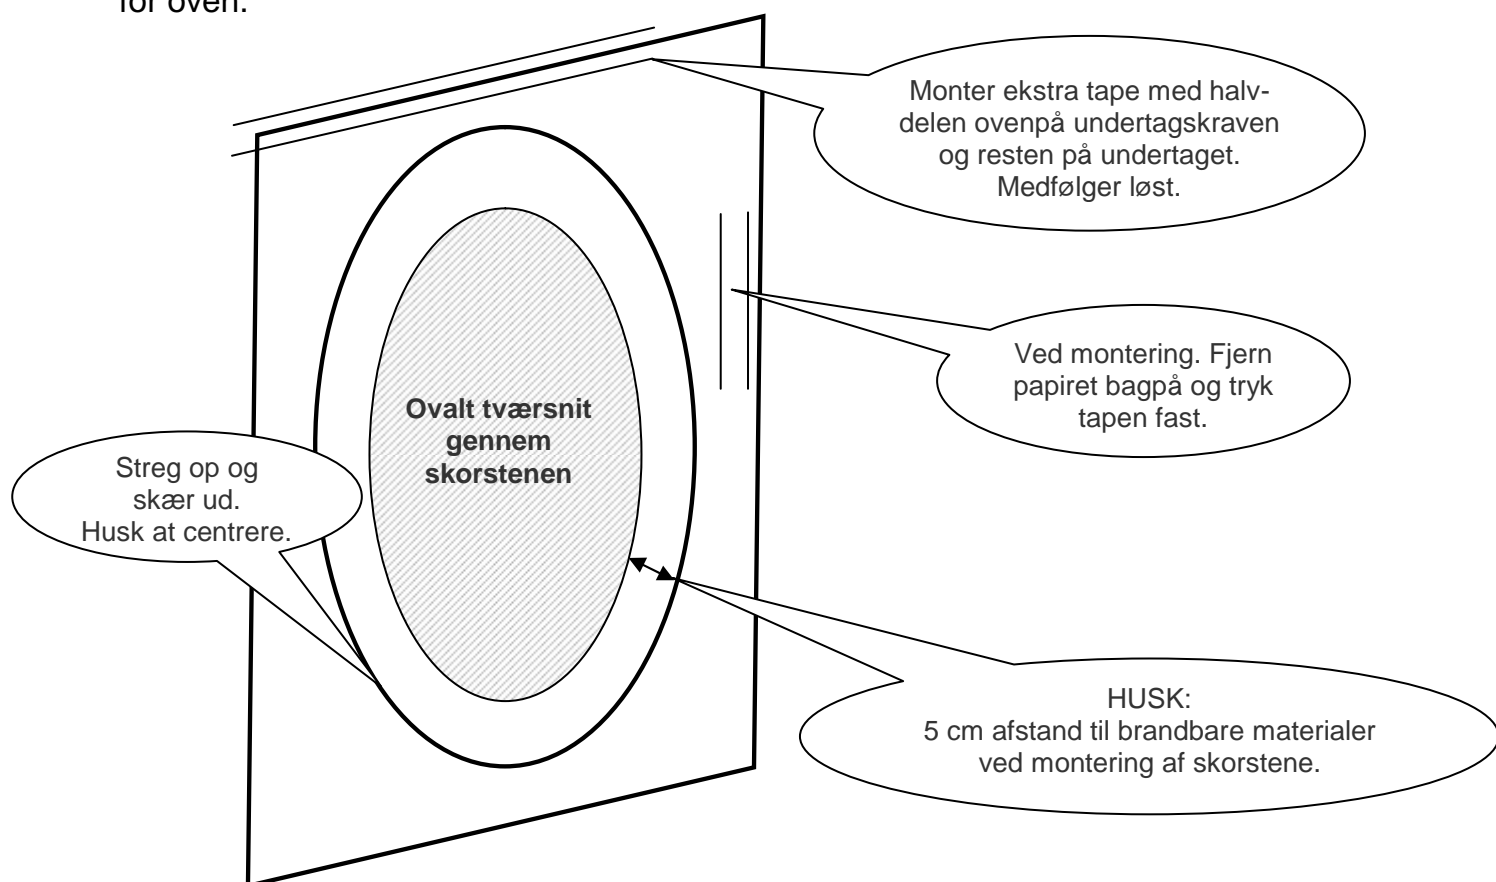 for oven.
Monter ekstra tape med halv-
delen ovenpå undertagskraven
og resten på undertaget.
Medfølger løst.
Ved montering. Fjern
papiret bagpå og tryk
tapen fast.
Ovalt tværsnit
gennem
skorstenen
Streg op og
skær ud.
Husk at centrere.
HUSK:
5 cm afstand til brandbare materialer
ved montering af skorstene.